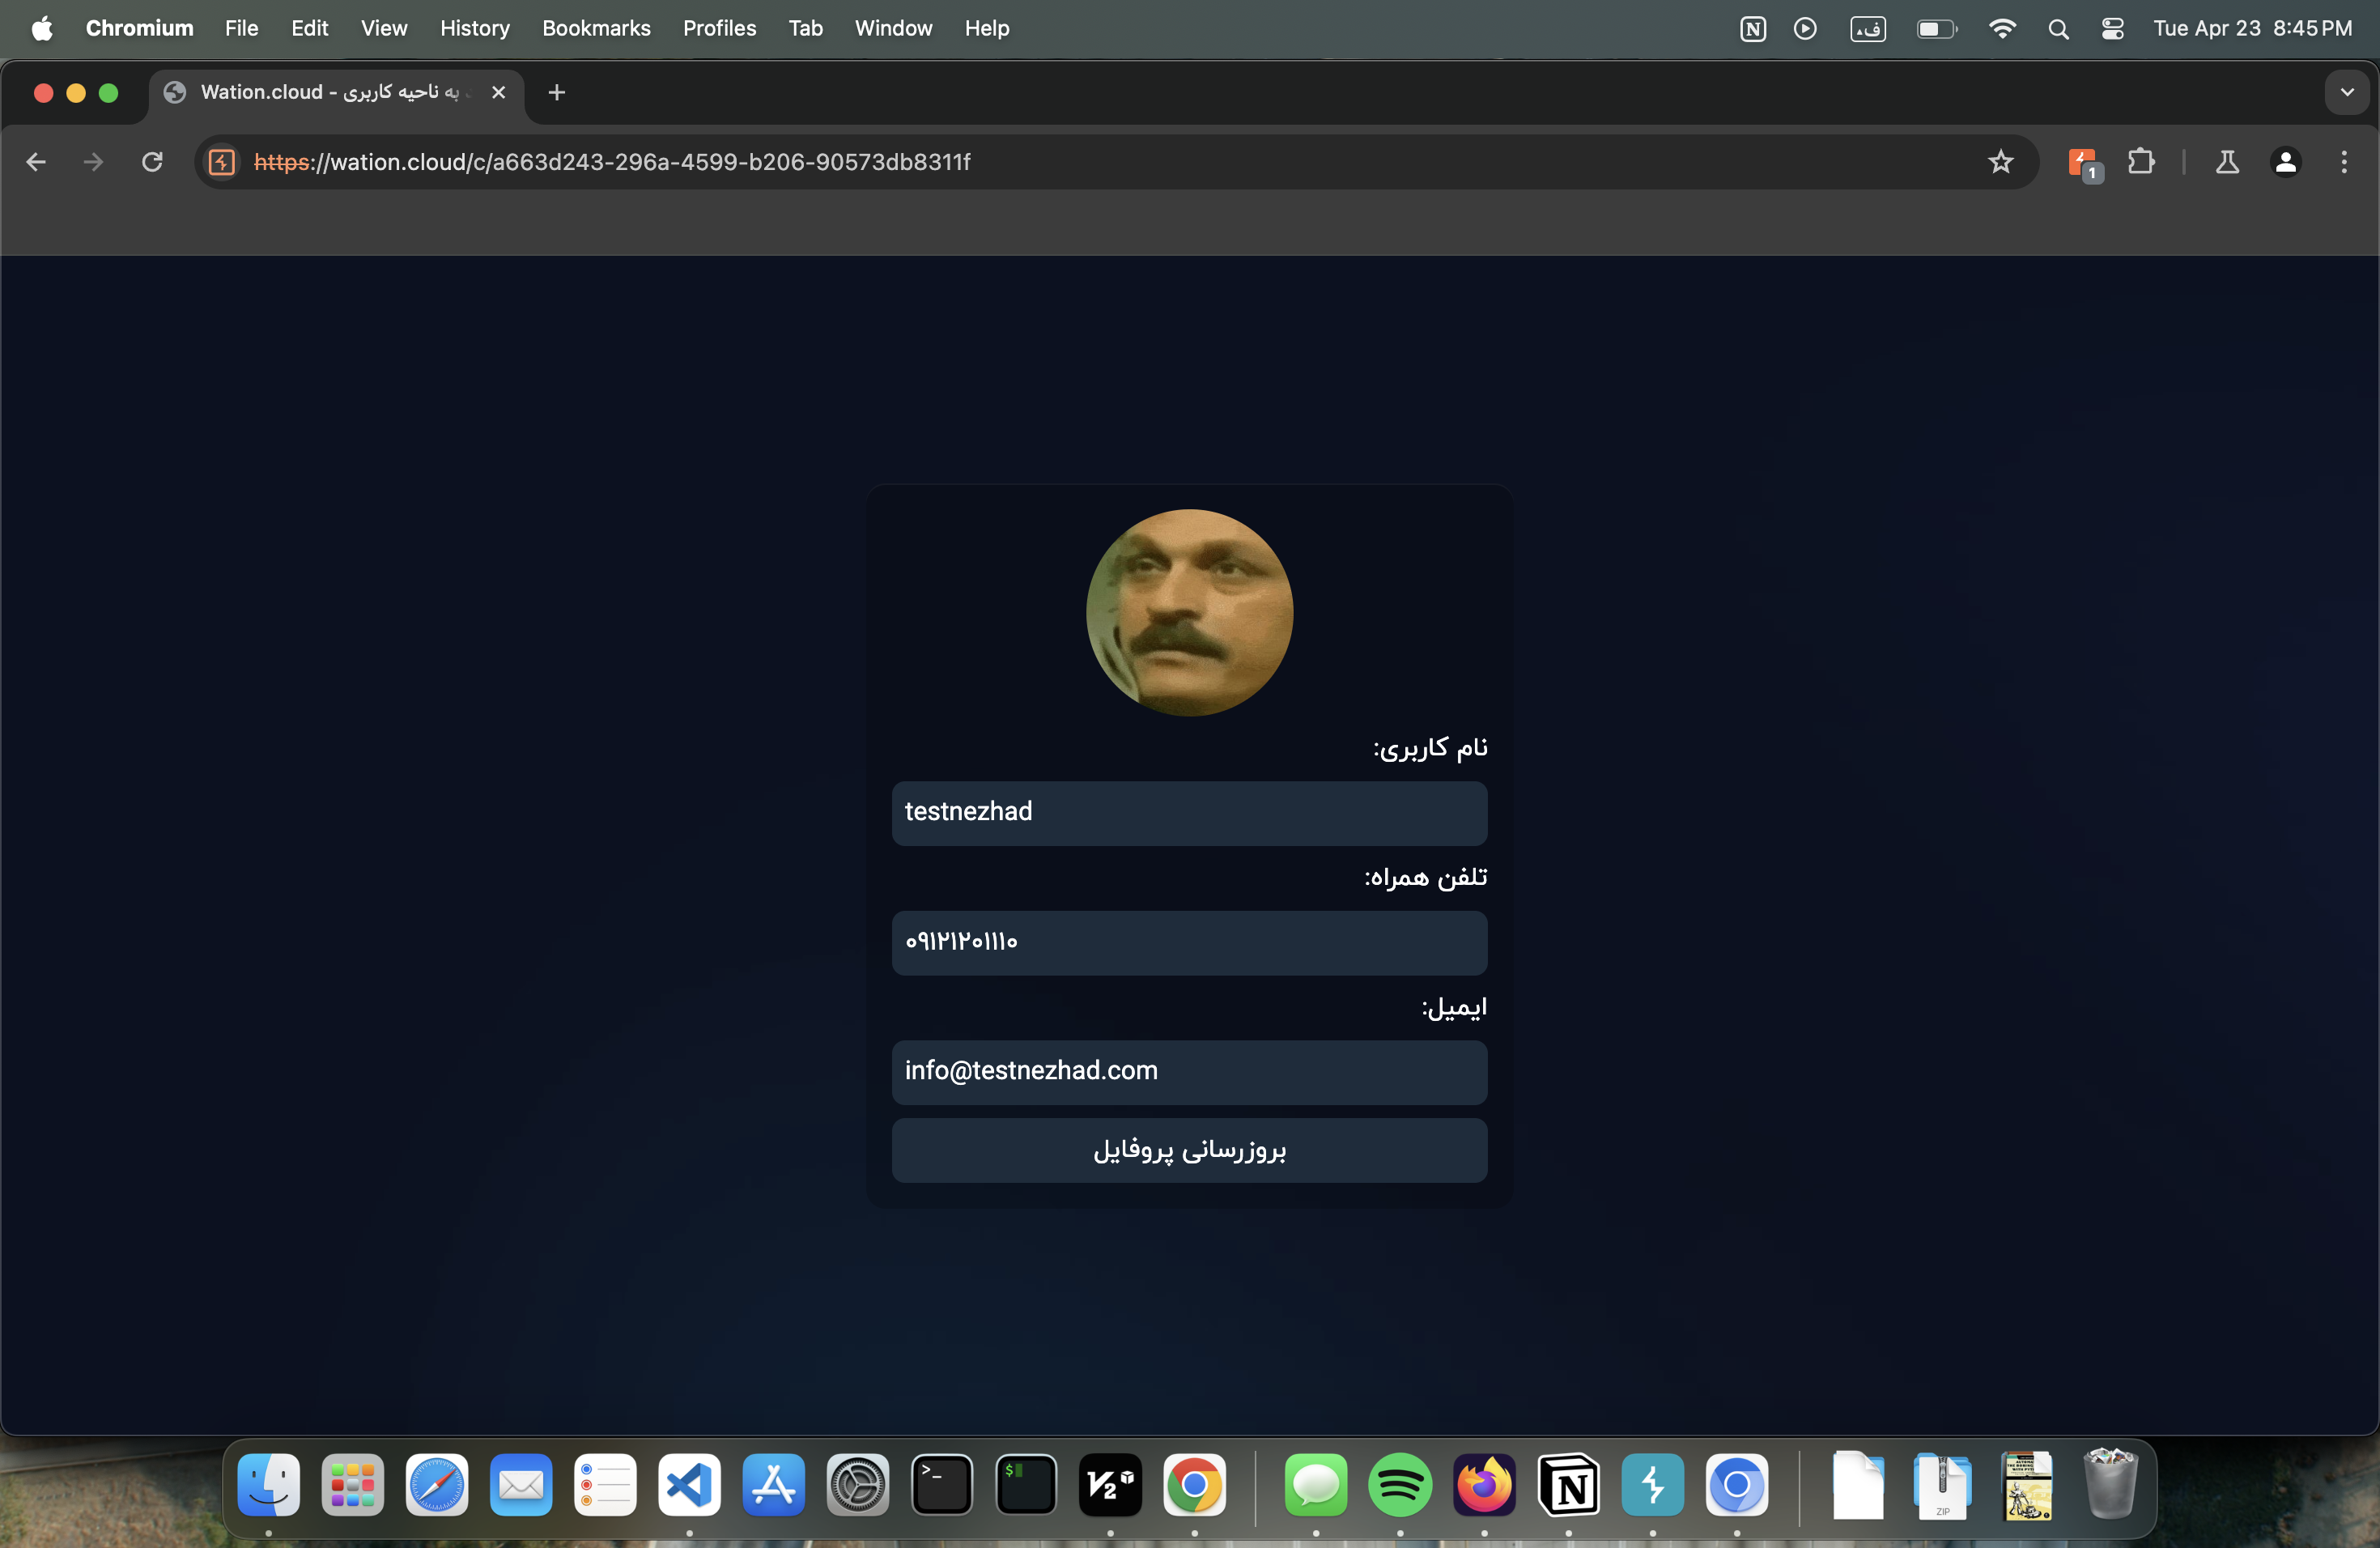 Chromium File Edit View History Bookmarks Profiles Tab Window Help Tue Apr 23 8:45 PM
Wation.cloud - به ناحیه کاربری
https://wation.cloud/c/a663d243-296a-4599-b206-90573db8311f
1
نام کاربری:
testnezhad
تلفن همراه:
۰۹۱۲۱۲۰۱۱۱۰
ایمیل:
info@testnezhad.com
بروزرسانی پروفایل
ZIP